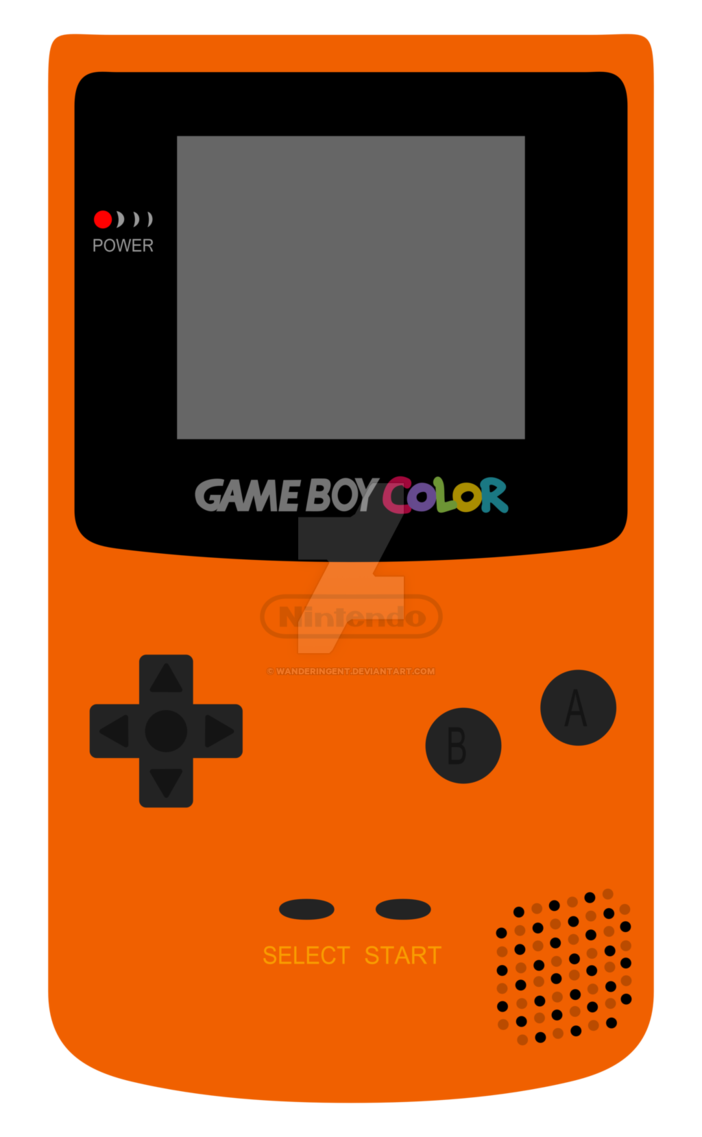 POWER
GAME BOY COLOR
Nintendo
© WANDERINGENT.DEVIANTART.COM
A
B
SELECT START